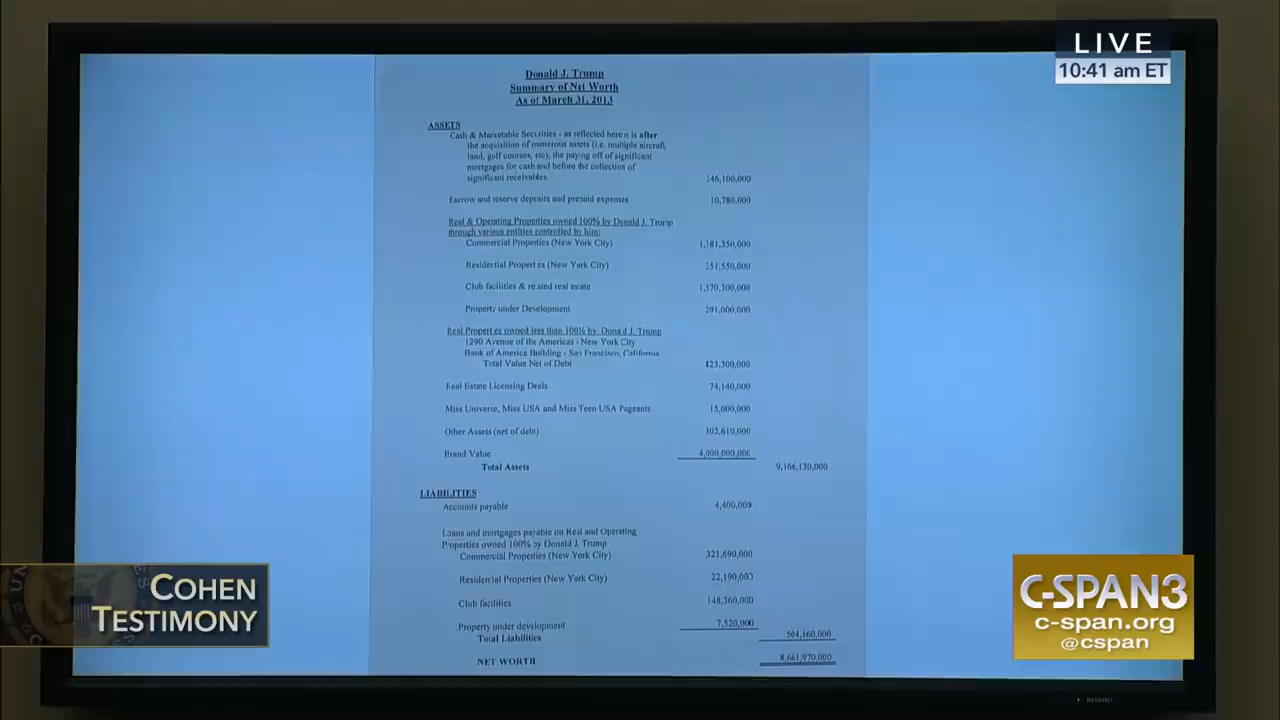 LIVE
10:41 am ET
Donald J. Trump
Summary of Net Worth
As of March 31, 2013
ASSETS
Cash & Marketable Securities - as reflected herein is after
the acquisition of numerous assets (i.e. multiple aircraft,
land, golf courses, etc), the paying off of significant
mortgages for cash and before the collection of
significant receivables. 346,100,000
Escrow and reserve deposits and prepaid expenses 10,780,000
Real & Operating Properties owned 100% by Donald J. Trump
through various entities controlled by him:
Commercial Properties (New York City) 1,381,350,000
Residential Properties (New York City) 351,550,000
Club facilities & related real estate 1,570,300,000
Property under Development 291,000,000
Real Properties owned less than 100% by Donald J. Trump
1290 Avenue of the Americas - New York City
Bank of America Building - San Francisco, California
Total Value Net of Debt 823,300,000
Real Estate Licensing Deals 74,140,000
Miss Universe, Miss USA and Miss Teen USA Pageants 15,000,000
Other Assets (net of debt) 302,610,000
Brand Value 4,000,000,000
Total Assets 9,166,130,000
LIABILITIES
Accounts payable 4,400,000
Loans and mortgages payable on Real and Operating
Properties owned 100% by Donald J. Trump
Commercial Properties (New York City) 321,690,000
Residential Properties (New York City) 22,190,000
Club facilities 148,360,000
Property under development 7,520,000
Total Liabilities 504,160,000
NET WORTH 8,661,970,000
COHEN
TESTIMONY
C-SPAN3
c-span.org
@cspan